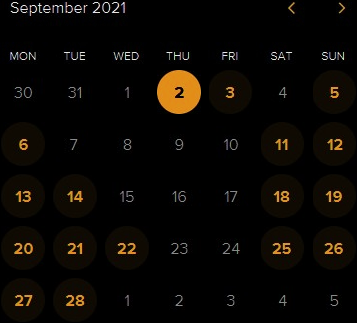 September 2021
MON TUE WED THU FRI SAT SUN
30 31 1 2 3 4 5
6 7 8 9 10 11 12
13 14 15 16 17 18 19
20 21 22 23 24 25 26
27 28 1 2 3 4 5